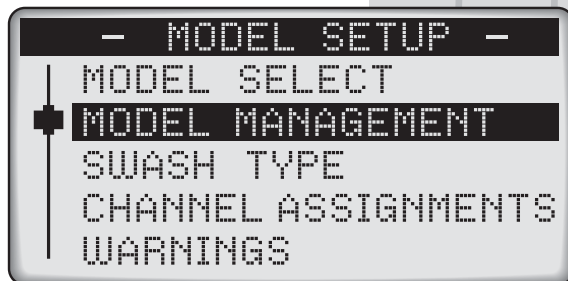 – MODEL SETUP –
MODEL SELECT
MODEL MANAGEMENT
SWASH TYPE
CHANNEL ASSIGNMENTS
WARNINGS